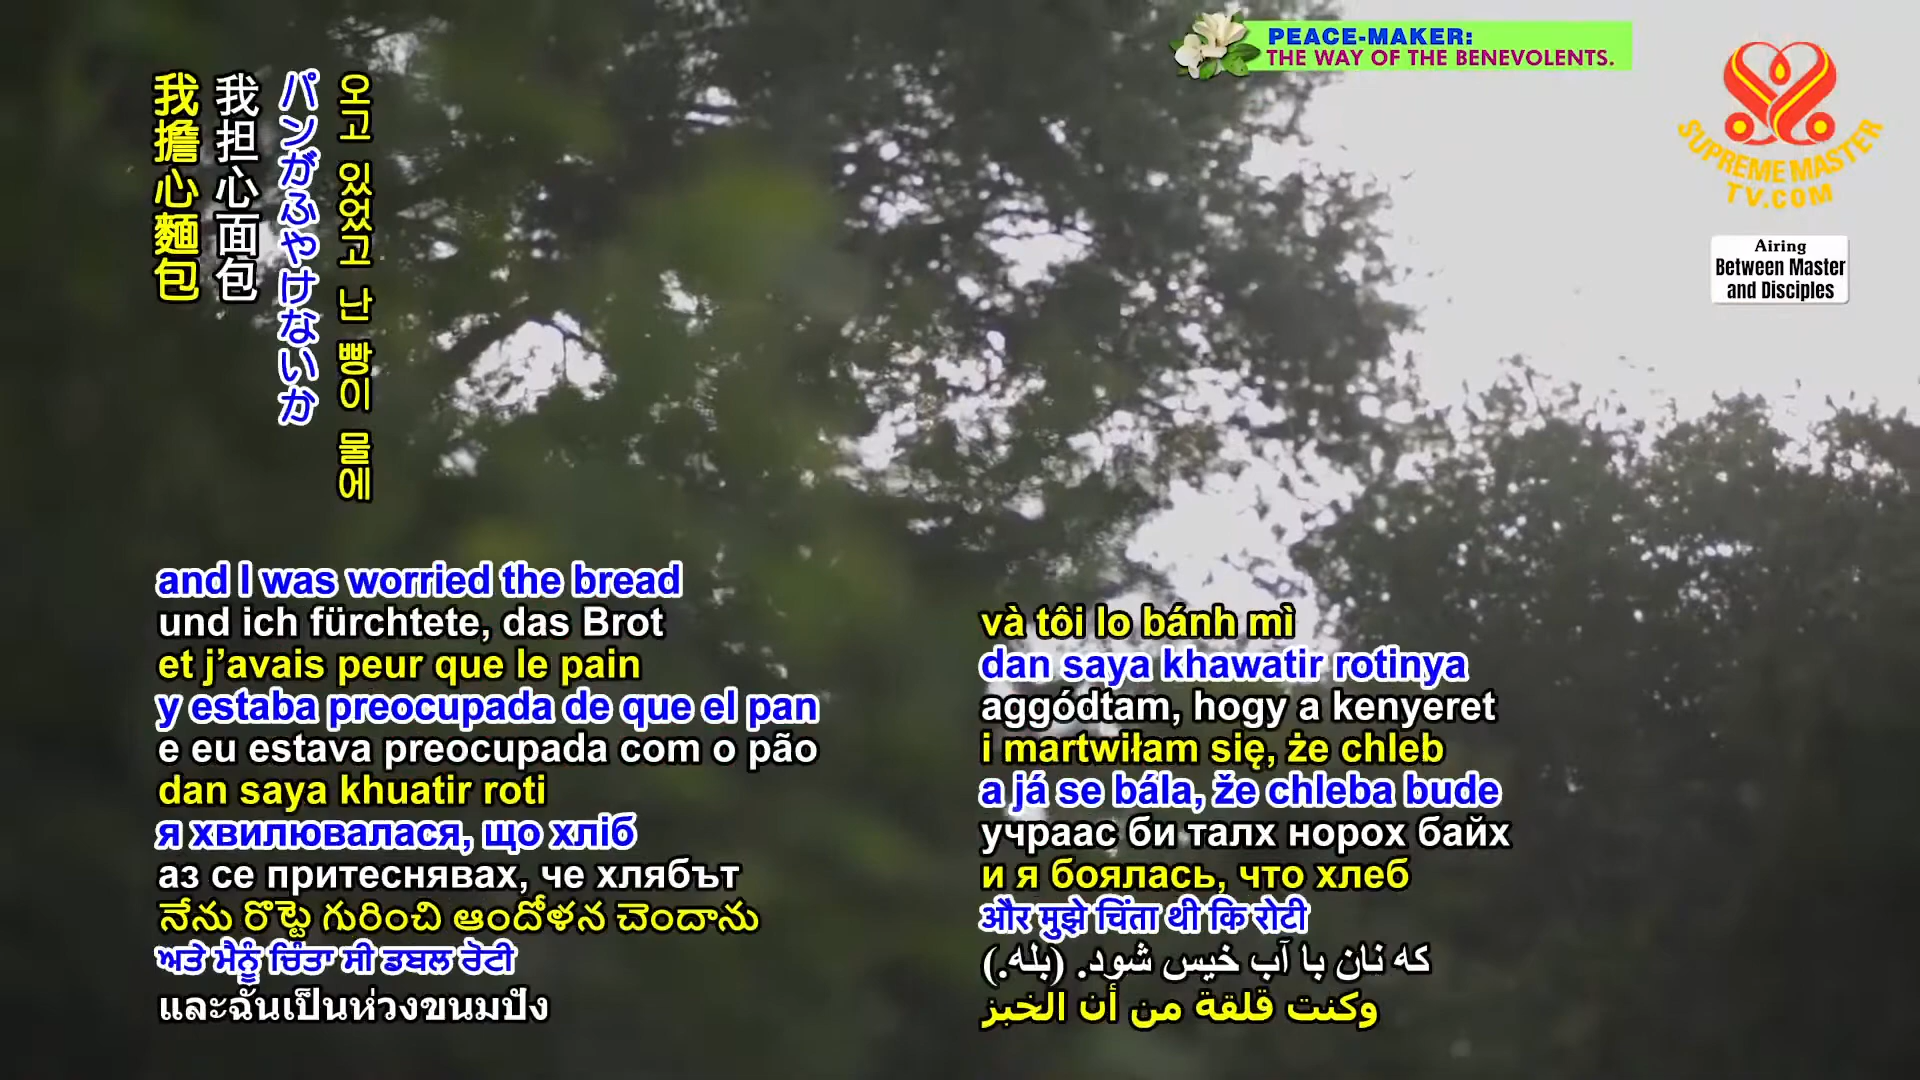 PEACE-MAKER:
THE WAY OF THE BENEVOLENTS.
SUPREME MASTER
TV.COM
Airing
Between Master
and Disciples
我擔心麵包
我担心面包
パンがふやけないか
오고 있었고 난 빵이 물에
and I was worried the bread
und ich fürchtete, das Brot
et j’avais peur que le pain
y estaba preocupada de que el pan
e eu estava preocupada com o pão
dan saya khuatir roti
я хвилювалася, що хліб
аз се притеснявах, че хлябът
నేను రొట్టె గురించి ఆందోళన చెందాను
ਅਤੇ ਮੈਨੂੰ ਚਿੰਤਾ ਸੀ ਡਬਲ ਰੋਟੀ
และฉันเป็นห่วงขนมปัง
và tôi lo bánh mì
dan saya khawatir rotinya
aggódtam, hogy a kenyeret
i martwiłam się, że chleb
a já se bála, že chleba bude
учраас би талх норох байх
и я боялась, что хлеб
और मुझे चिंता थी कि रोटी
که نان با آب خیس شود. (بله.)
وكنت قلقة من أن الخبز